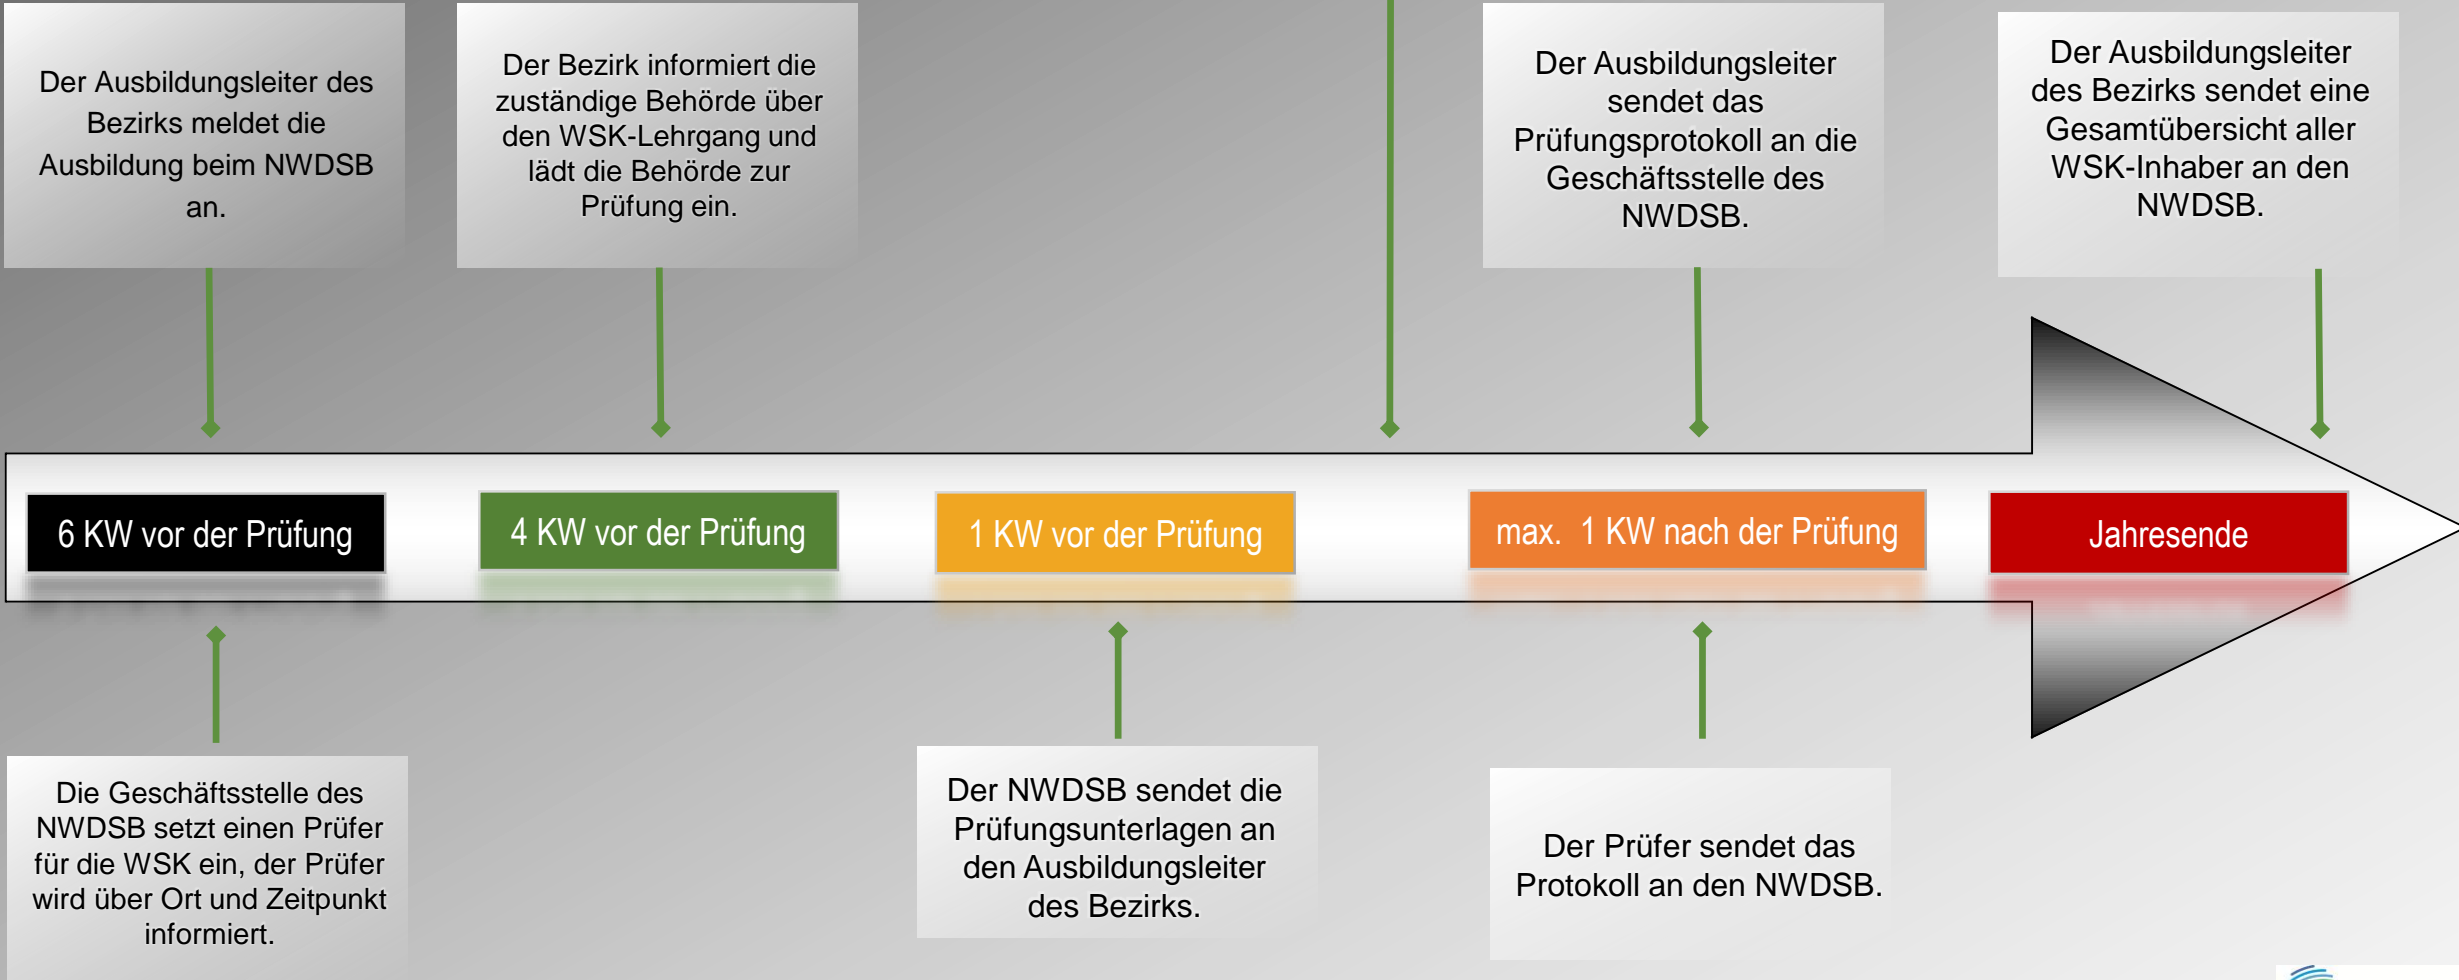 Der Ausbildungsleiter des
Bezirks meldet die
Ausbildung beim NWDSB
an.
Der Bezirk informiert die
zuständige Behörde über
den WSK-Lehrgang und
lädt die Behörde zur
Prüfung ein.
Der Ausbildungsleiter
sendet das
Prüfungsprotokoll an die
Geschäftsstelle des
NWDSB.
Der Ausbildungsleiter
des Bezirks sendet eine
Gesamtübersicht aller
WSK-Inhaber an den
NWDSB.
6 KW vor der Prüfung
4 KW vor der Prüfung
1 KW vor der Prüfung
max. 1 KW nach der Prüfung
Jahresende
Die Geschäftsstelle des
NWDSB setzt einen Prüfer
für die WSK ein, der Prüfer
wird über Ort und Zeitpunkt
informiert.
Der NWDSB sendet die
Prüfungsunterlagen an
den Ausbildungsleiter
des Bezirks.
Der Prüfer sendet das
Protokoll an den NWDSB.